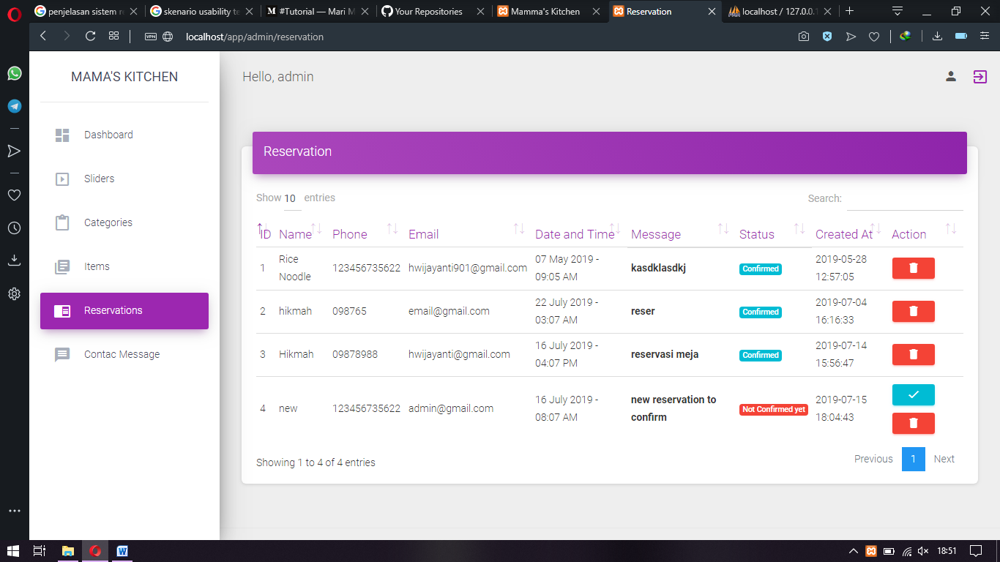 penjelasan sistem re
skenario usability te
#Tutorial — Mari M
Your Repositories
Mamma's Kitchen
Reservation
localhost / 127.0.0.1
VPN
localhost/app/admin/reservation
MAMA'S KITCHEN
Hello, admin
Dashboard
Sliders
Categories
Items
Reservations
Contac Message
Reservation
Show 10 entries
Search:
ID Name Phone Email Date and Time Message Status Created At Action
1 Rice Noodle 123456735622 hwijayanti901@gmail.com 07 May 2019 - 09:05 AM kasdklasdkj Confirmed 2019-05-28 12:57:05
2 hikmah 098765 email@gmail.com 22 July 2019 - 03:07 AM reser Confirmed 2019-07-04 16:16:33
3 Hikmah 09878988 hwijayanti@gmail.com 16 July 2019 - 04:07 PM reservasi meja Confirmed 2019-07-14 15:56:47
4 new 123456735622 admin@gmail.com 16 July 2019 - 08:07 AM new reservation to confirm Not Confirmed yet 2019-07-15 18:04:43
Showing 1 to 4 of 4 entries
Previous 1 Next
18:51